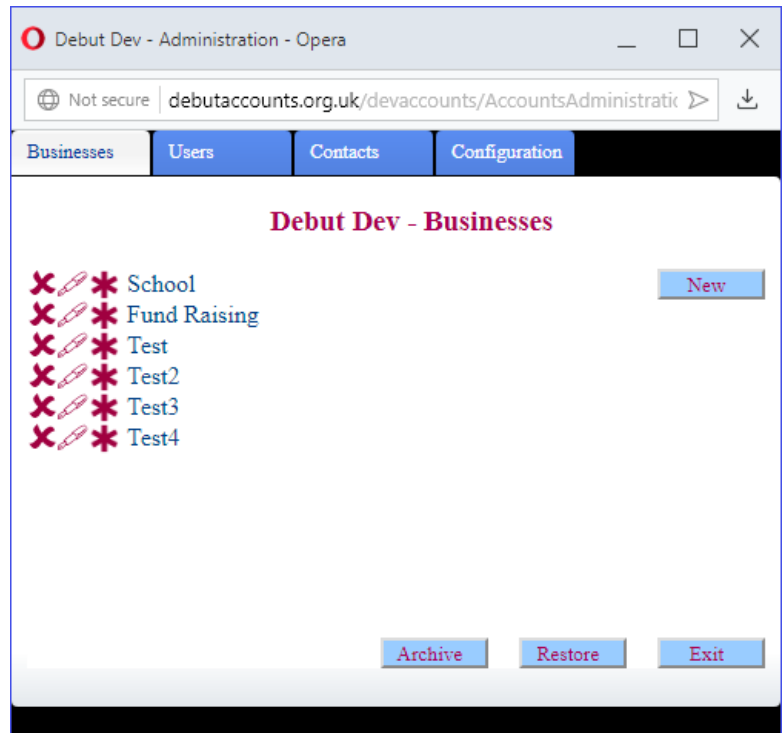 Debut Dev - Administration - Opera
Not secure debutaccounts.org.uk/devaccounts/AccountsAdministratic
Businesses Users Contacts Configuration
Debut Dev - Businesses
School New
Fund Raising
Test
Test2
Test3
Test4
Archive Restore Exit